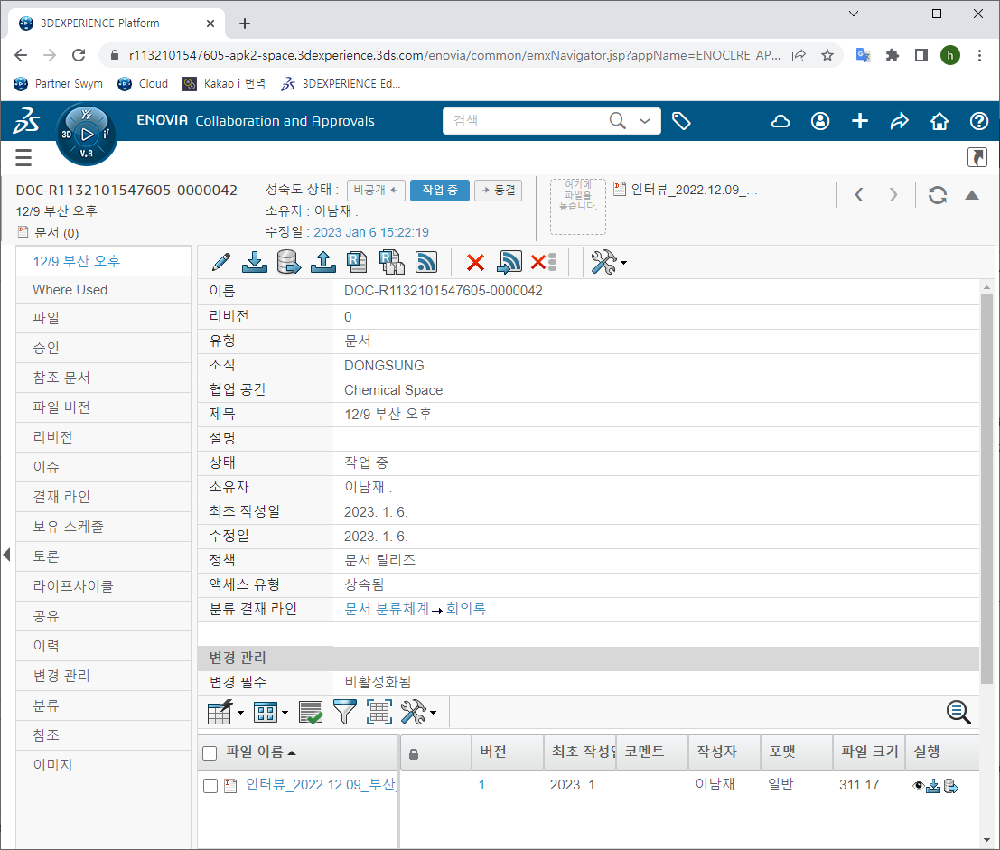 3DEXPERIENCE Platform
r1132101547605-apk2-space.3dexperience.3ds.com/enovia/common/emxNavigator.jsp?appName=ENOCLRE_AP...
h
Partner Swym Cloud Kakao i 번역 3DEXPERIENCE Ed...
ENOVIA Collaboration and Approvals
검색
3D
V.R
DOC-R1132101547605-0000042
12/9 부산 오후
문서 (0)
성숙도 상태 : 비공개 작업 중 동결
소유자 : 이남재 .
수정일 : 2023 Jan 6 15:22:19
여기에
파일을
놓습니다.
인터뷰_2022.12.09_...
12/9 부산 오후
Where Used
파일
승인
참조 문서
파일 버전
리비전
이슈
결재 라인
보유 스케줄
토론
라이프사이클
공유
이력
변경 관리
분류
참조
이미지
이름 DOC-R1132101547605-0000042
리비전 0
유형 문서
조직 DONGSUNG
협업 공간 Chemical Space
제목 12/9 부산 오후
설명
상태 작업 중
소유자 이남재 .
최초 작성일 2023. 1. 6.
수정일 2023. 1. 6.
정책 문서 릴리즈
액세스 유형 상속됨
분류 결재 라인 문서 분류체계 회의록
변경 관리
변경 필수 비활성화됨
파일 이름 버전 최초 작성일 코멘트 작성자 포맷 파일 크기 실행
인터뷰_2022.12.09_부산_ 1 2023. 1... 이남재 . 일반 311.17 ... ...